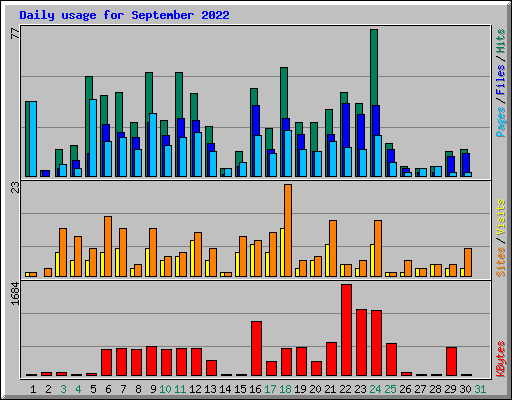 Daily usage for September 2022
77
Pages / Files / Hits
23
Sites / Visits
1684
KBytes
1 2 3 4 5 6 7 8 9 10 11 12 13 14 15 16 17 18 19 20 21 22 23 24 25 26 27 28 29 30 31